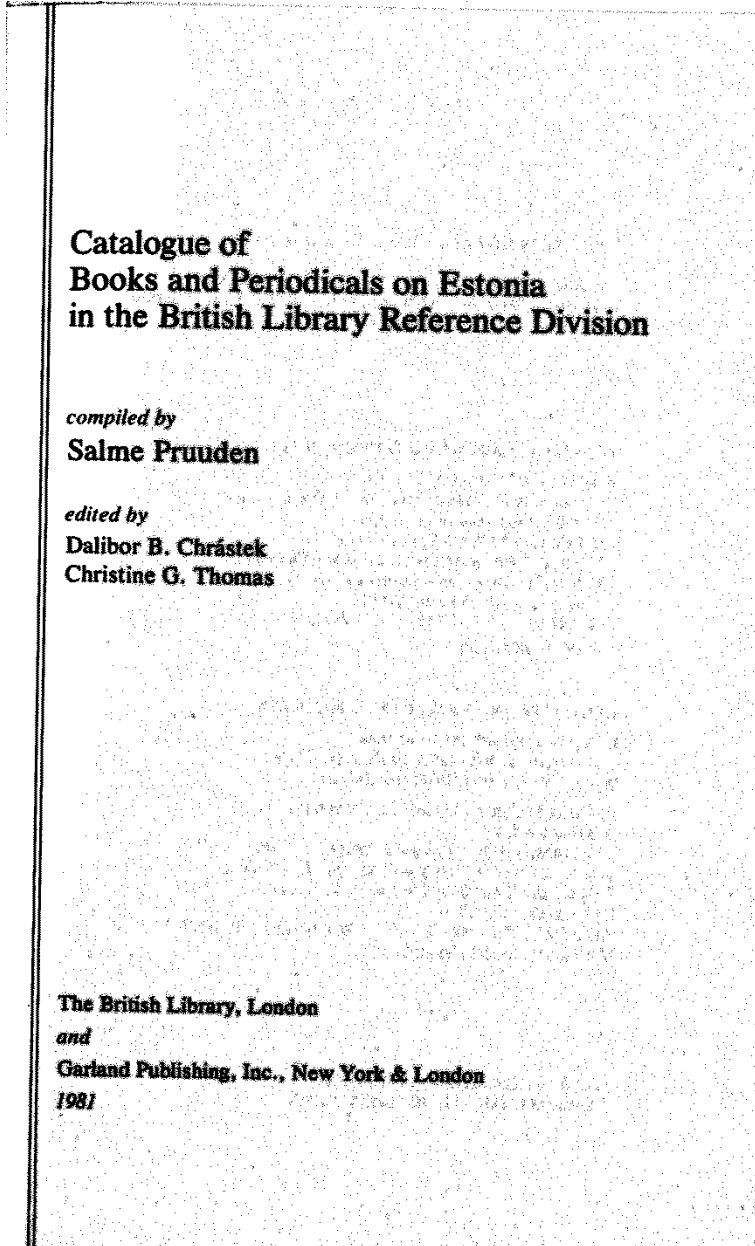 Catalogue of
Books and Periodicals on Estonia
in the British Library Reference Division
compiled by
Salme Pruuden
edited by
Dalibor B. Chrástek
Christine G. Thomas
The British Library, London
and
Garland Publishing, Inc., New York & London
1981